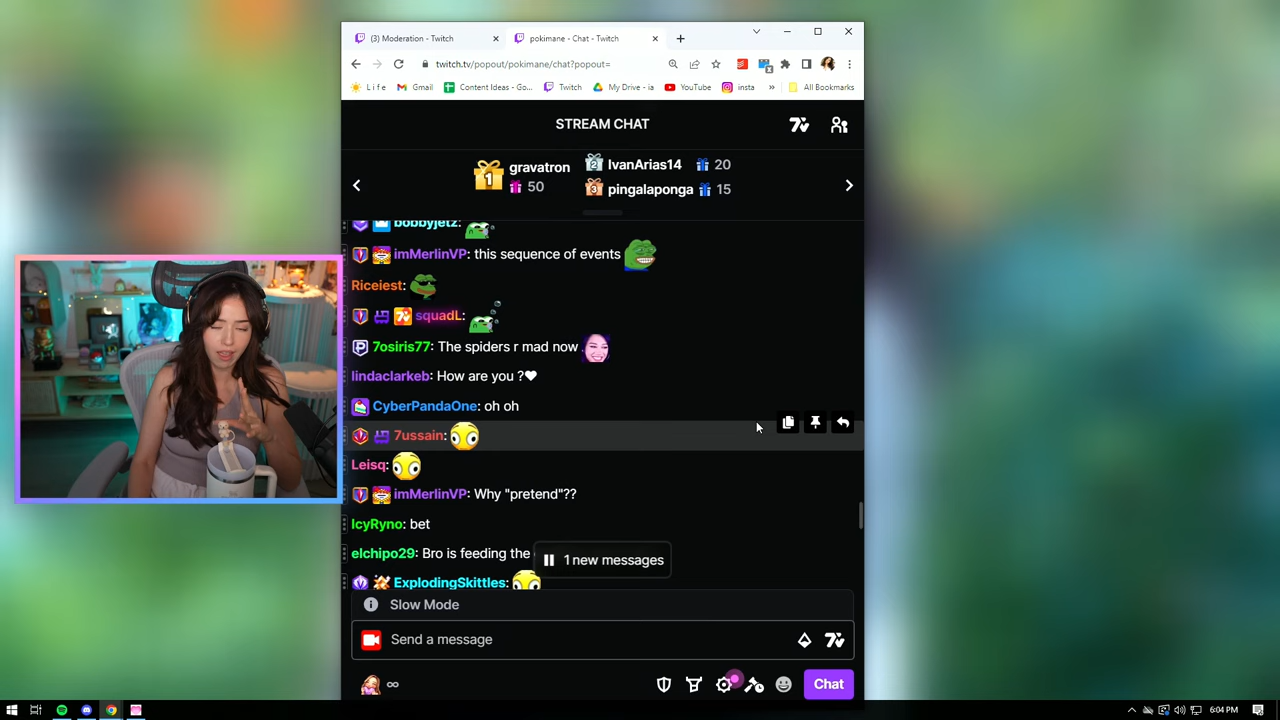 (3) Moderation - Twitch
pokimane - Chat - Twitch
twitch.tv/popout/pokimane/chat?popout=
Life
Gmail
Content Ideas - Go...
Twitch
My Drive - ia
YouTube
insta
»
All Bookmarks
STREAM CHAT
1 gravatron
50
2 IvanArias14 20
3 pingalaponga 15
bobbyjetz:
imMerlinVP: this sequence of events
Riceiest:
squadL:
7osiris77: The spiders r mad now
lindaclarkeb: How are you ?❤
CyberPandaOne: oh oh
7ussain:
Leisq:
imMerlinVP: Why "pretend"??
IcyRyno: bet
elchipo29: Bro is feeding the
1 new messages
ExplodingSkittles:
Slow Mode
Send a message
∞
Chat
6:04 PM